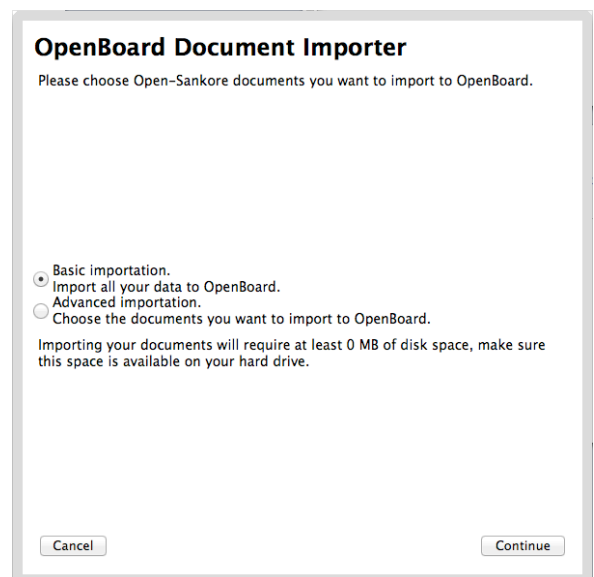 OpenBoard Document Importer
Please choose Open-Sankore documents you want to import to OpenBoard.
Basic importation.
Import all your data to OpenBoard.
Advanced importation.
Choose the documents you want to import to OpenBoard.
Importing your documents will require at least 0 MB of disk space, make sure
this space is available on your hard drive.
Cancel
Continue